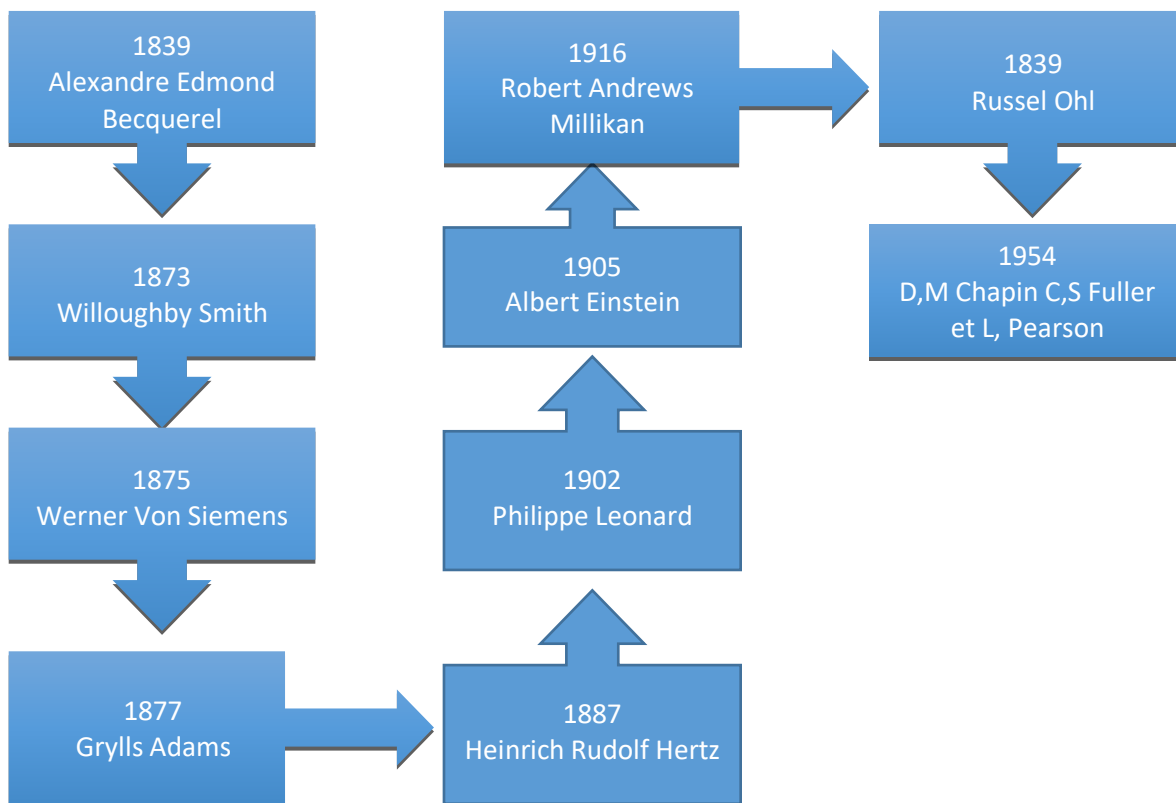 1839
Alexandre Edmond
Becquerel
1873
Willoughby Smith
1875
Werner Von Siemens
1877
Grylls Adams
1887
Heinrich Rudolf Hertz
1902
Philippe Leonard
1905
Albert Einstein
1916
Robert Andrews
Millikan
1839
Russel Ohl
1954
D,M Chapin C,S Fuller
et L, Pearson